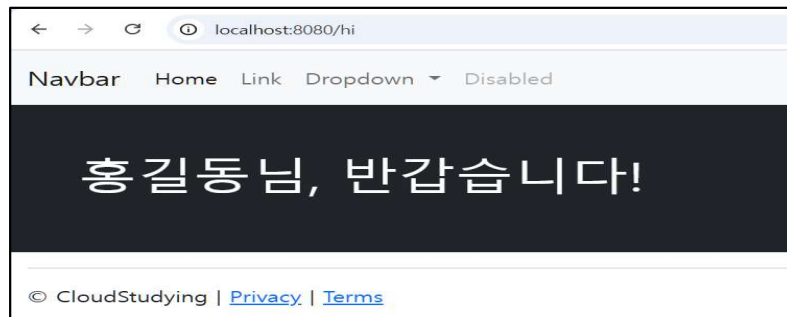 localhost:8080/hi
Navbar Home Link Dropdown Disabled
홍길동님, 반갑습니다!
© CloudStudying | Privacy | Terms